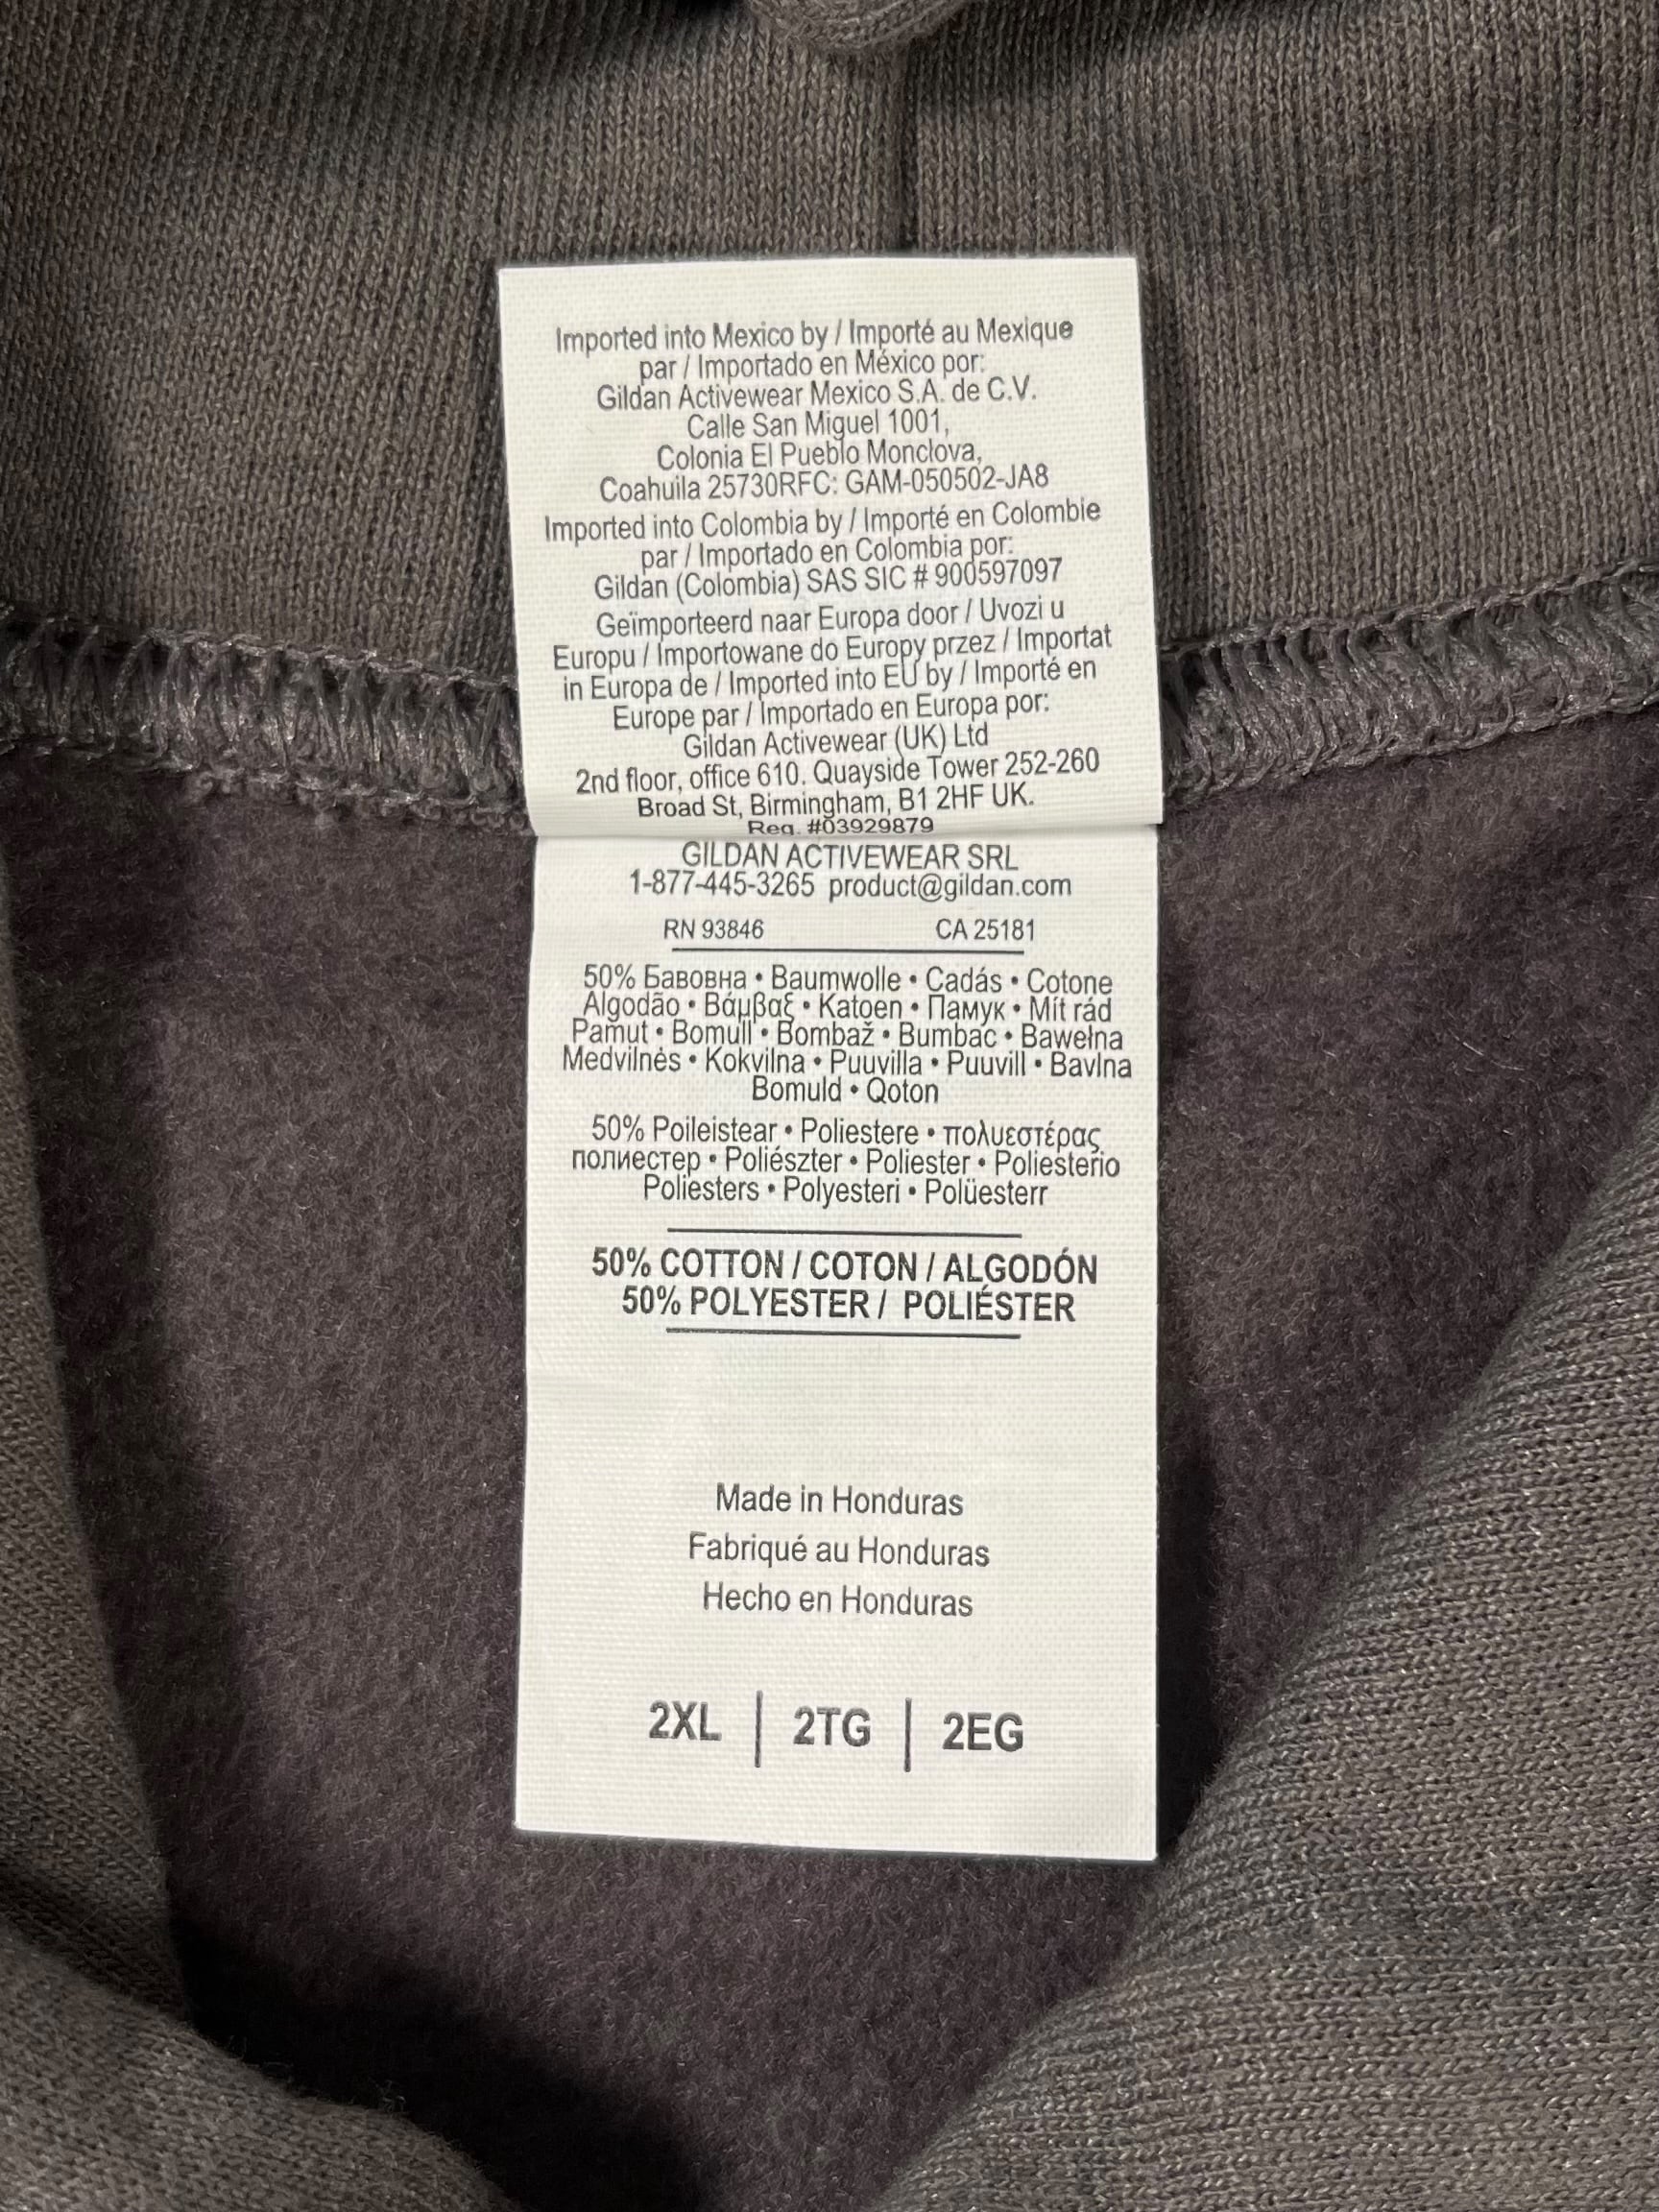 Imported into Mexico by / Importé au Mexique
par / Importado en México por:
Gildan Activewear Mexico S.A. de C.V.
Calle San Miguel 1001,
Colonia El Pueblo Monclova,
Coahuila 25730RFC: GAM-050502-JA8
Imported into Colombia by / Importé en Colombie
par / Importado en Colombia por:
Gildan (Colombia) SAS SIC # 900597097
Geïmporteerd naar Europa door / Uvozi u
Europu / Importowane do Europy przez / Importat
in Europa de / Imported into EU by / Importé en
Europe par / Importado en Europa por:
Gildan Activewear (UK) Ltd
2nd floor, office 610. Quayside Tower 252-260
Broad St, Birmingham, B1 2HF UK.
Reg. #03929879
GILDAN ACTIVEWEAR SRL
1-877-445-3265 product@gildan.com
RN 93846 CA 25181
50% Бавовна • Baumwolle • Cadás • Cotone
Algodão • Βάμβαξ • Katoen • Памук • Mít rád
Pamut • Bomull • Bombaž • Bumbac • Bawełna
Medvilnės • Kokvilna • Puuvilla • Puuvill • Bavlna
Bomuld • Qoton
50% Poileistear • Poliestere • πολυεστέρας
полиестер • Poliészter • Poliester • Poliesterio
Poliesters • Polyesteri • Polüesterr
50% COTTON / COTON / ALGODÓN
50% POLYESTER / POLIÉSTER
Made in Honduras
Fabriqué au Honduras
Hecho en Honduras
2XL | 2TG | 2EG